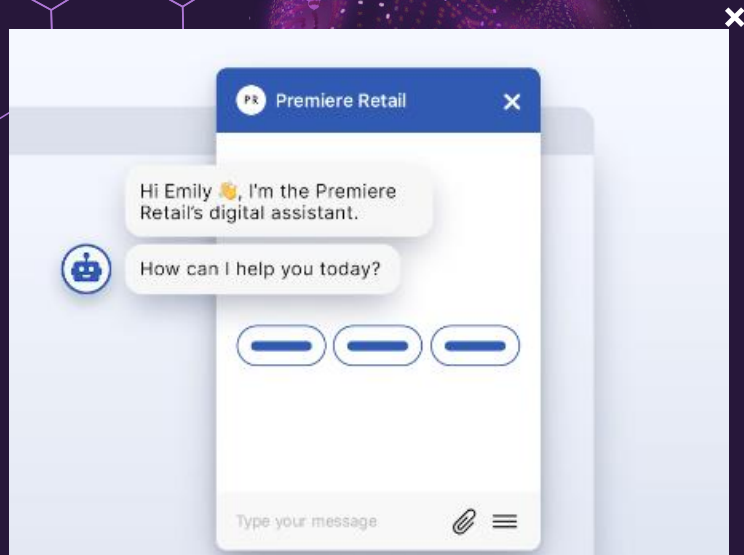 PR Premiere Retail
Hi Emily 👋, I'm the Premiere
Retail's digital assistant.
How can I help you today?
Type your message